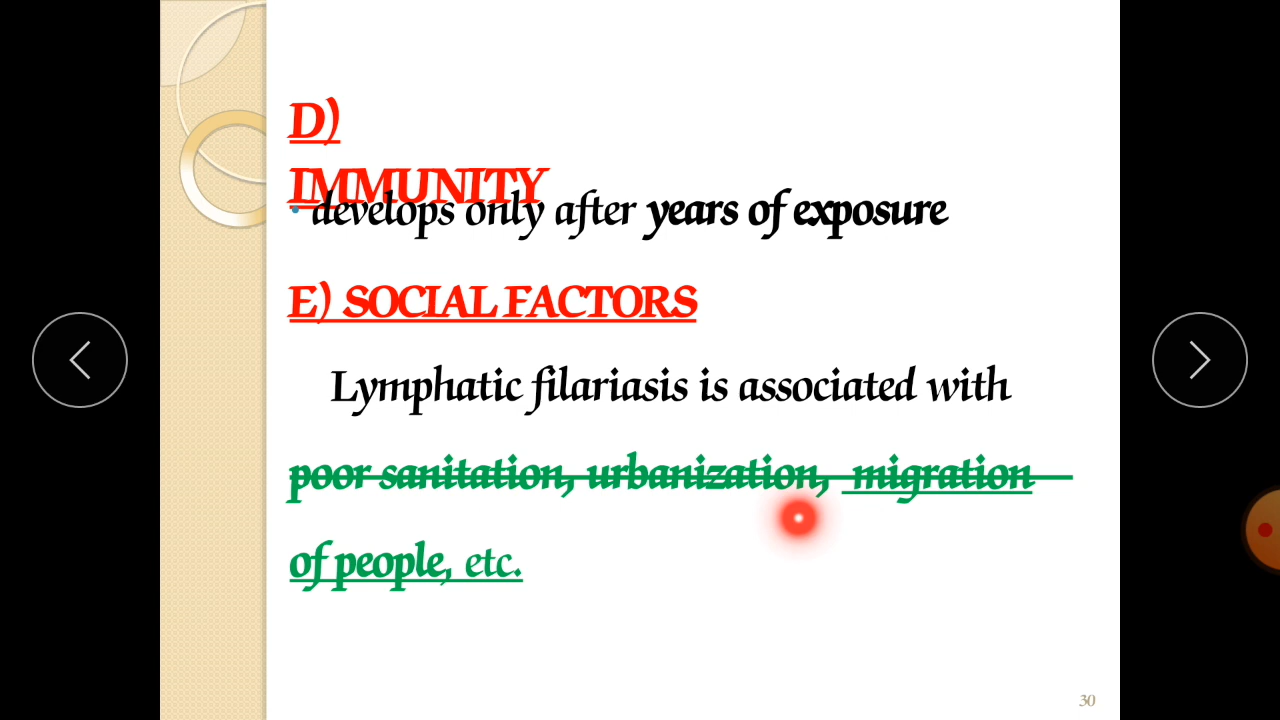 D)
IMMUNITY
• develops only after years of exposure
E) SOCIAL FACTORS
Lymphatic filariasis is associated with
poor sanitation, urbanization, migration
of people, etc.
30